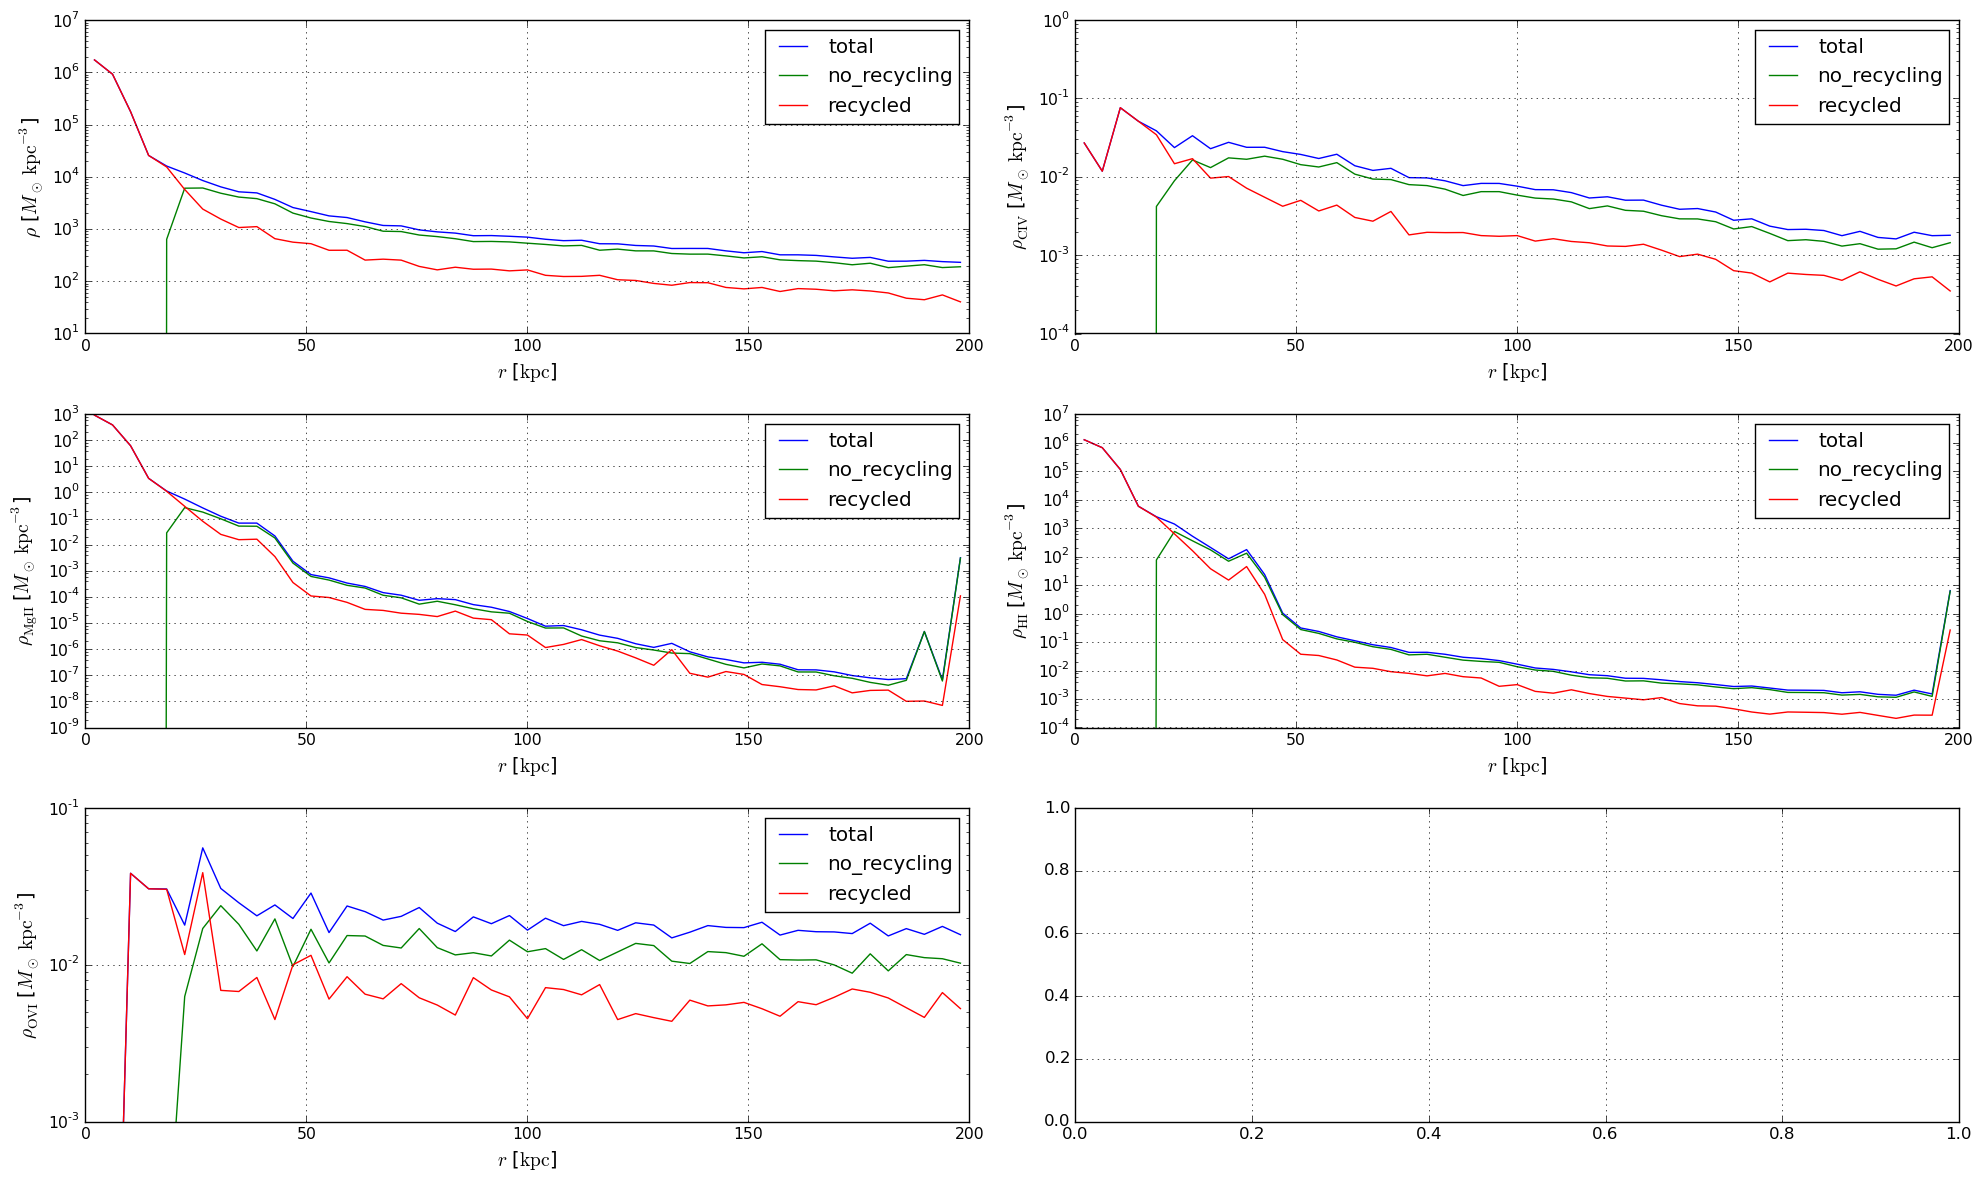 10^7
10^6
10^5
10^4
10^3
10^2
10^1
ρ [M_⊙ kpc^{-3}]
total
no_recycling
recycled
0 50 100 150 200
r [kpc]
10^0
10^{-1}
10^{-2}
10^{-3}
10^{-4}
ρ_CIV [M_⊙ kpc^{-3}]
total
no_recycling
recycled
0 50 100 150 200
r [kpc]
10^3
10^2
10^1
10^0
10^{-1}
10^{-2}
10^{-3}
10^{-4}
10^{-5}
10^{-6}
10^{-7}
10^{-8}
10^{-9}
ρ_MgII [M_⊙ kpc^{-3}]
total
no_recycling
recycled
0 50 100 150 200
r [kpc]
10^7
10^6
10^5
10^4
10^3
10^2
10^1
10^0
10^{-1}
10^{-2}
10^{-3}
10^{-4}
ρ_HI [M_⊙ kpc^{-3}]
total
no_recycling
recycled
0 50 100 150 200
r [kpc]
10^{-1}
10^{-2}
10^{-3}
ρ_OVI [M_⊙ kpc^{-3}]
total
no_recycling
recycled
0 50 100 150 200
r [kpc]
1.0
0.8
0.6
0.4
0.2
0.0
0.0 0.2 0.4 0.6 0.8 1.0